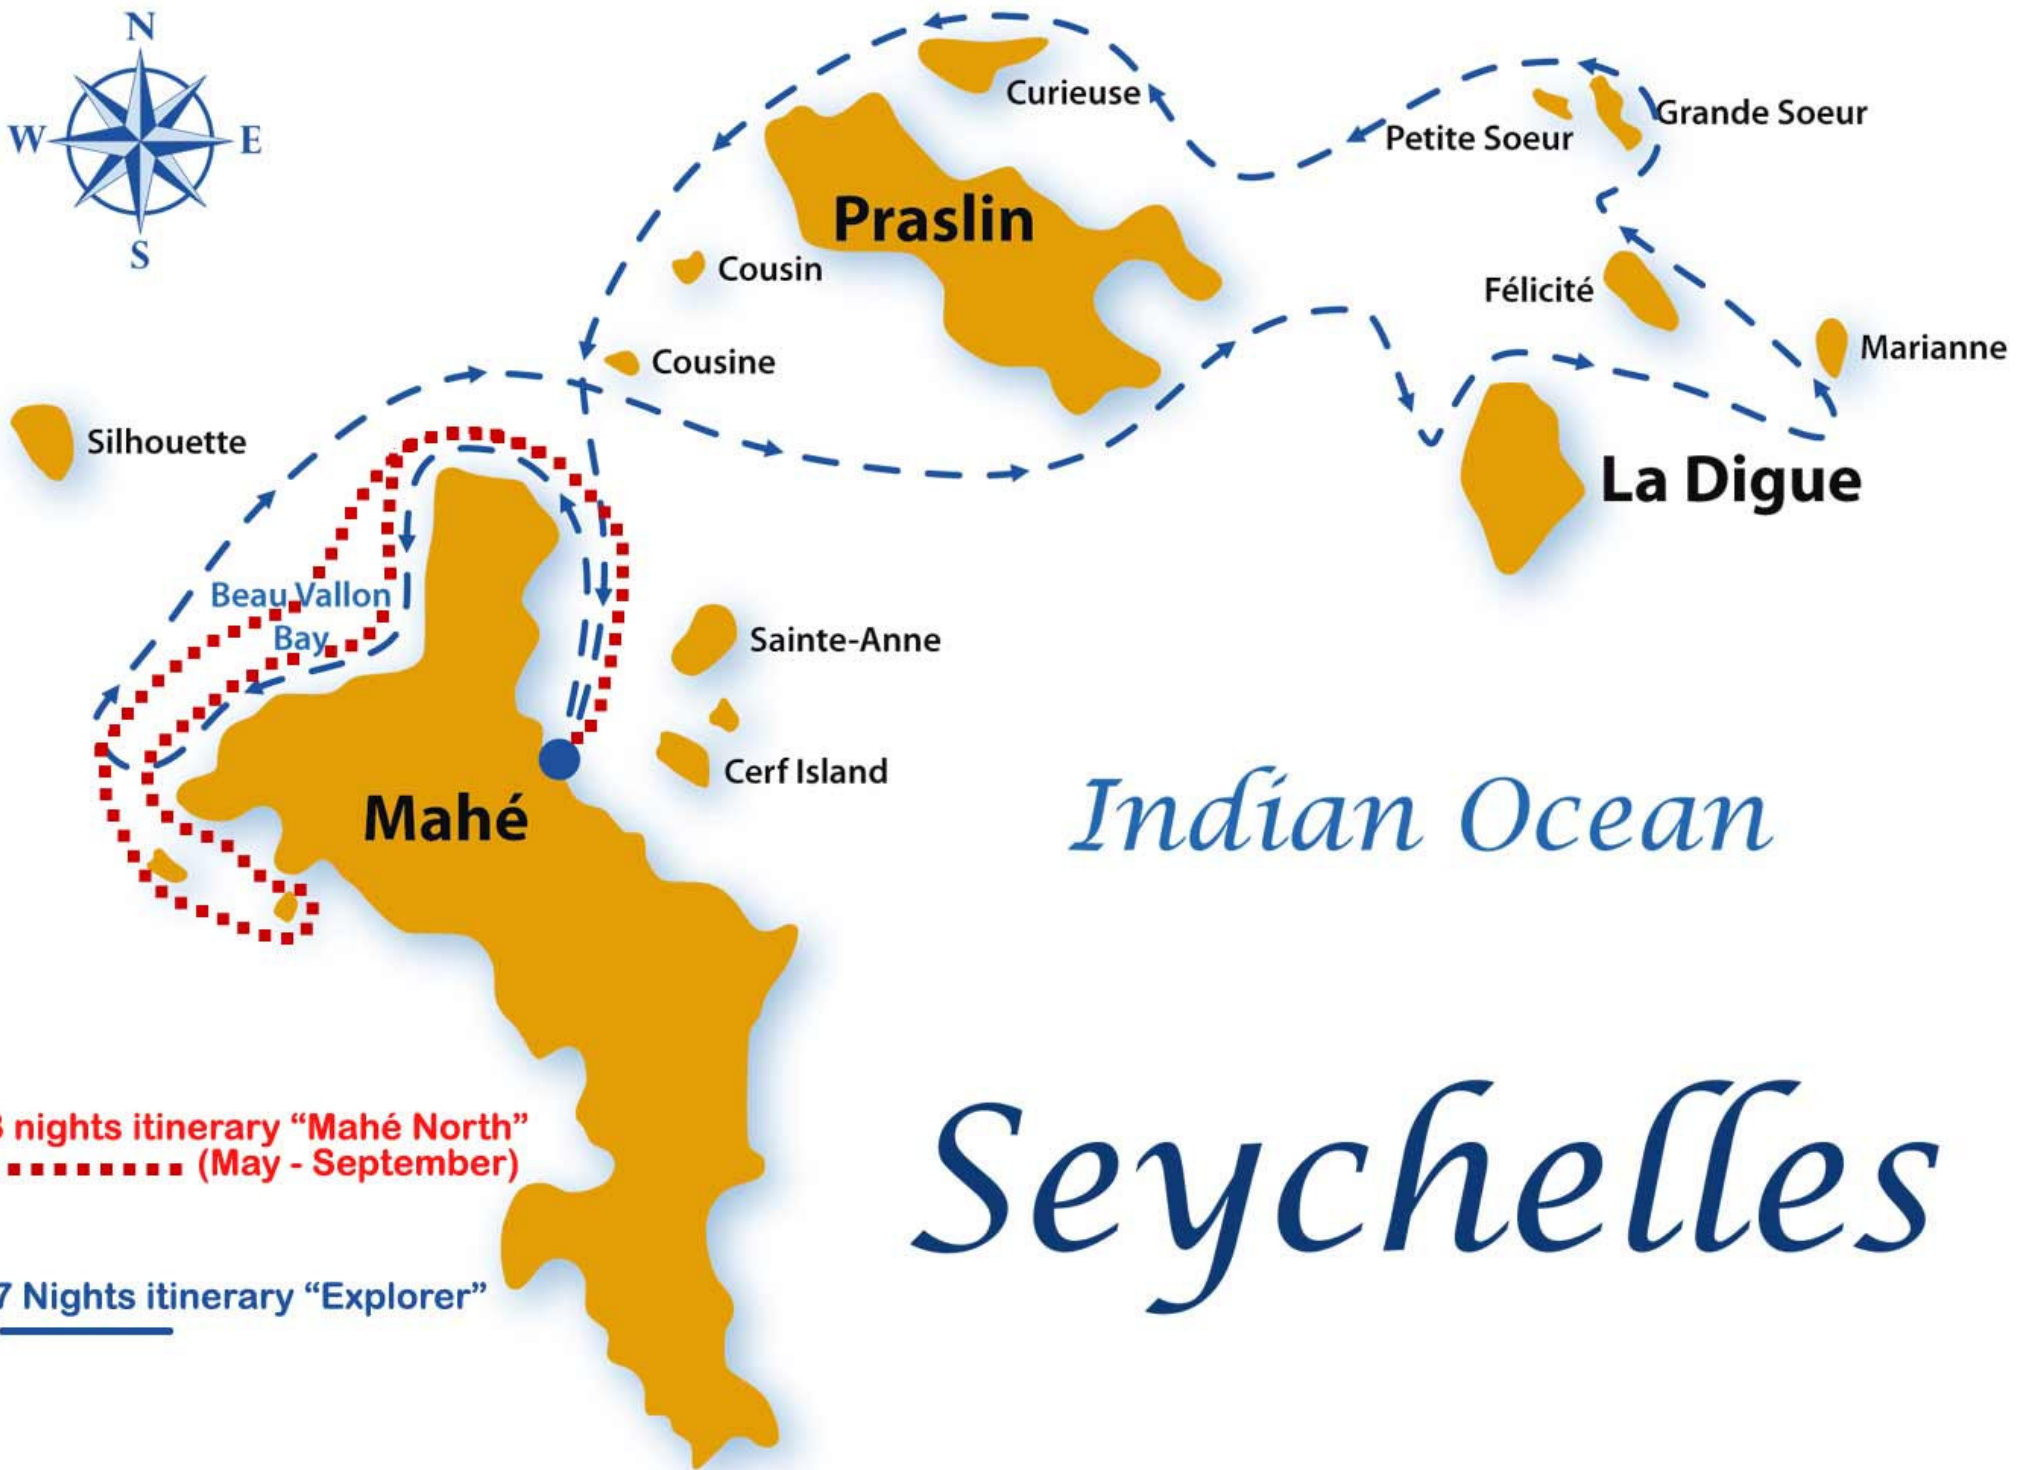 N
W
E
S
Curieuse
Grande Soeur
Petite Soeur
Praslin
Cousin
Félicité
Marianne
Cousine
Silhouette
La Digue
Beau Vallon
Bay
Sainte-Anne
Cerf Island
Mahé
Indian Ocean
Seychelles
nights itinerary “Mahé North”
(May - September)
7 Nights itinerary “Explorer”